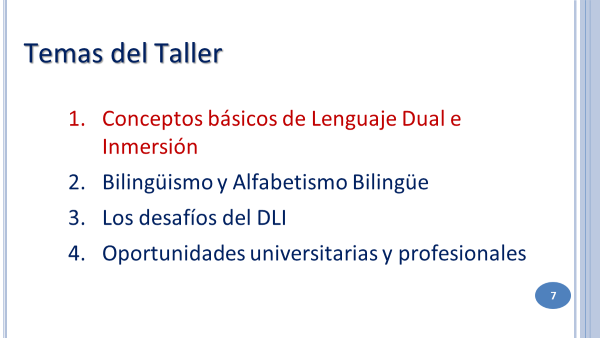 Temas del Taller
1. Conceptos básicos de Lenguaje Dual e
Inmersión
2. Bilingüismo y Alfabetismo Bilingüe
3. Los desafíos del DLI
4. Oportunidades universitarias y profesionales
7